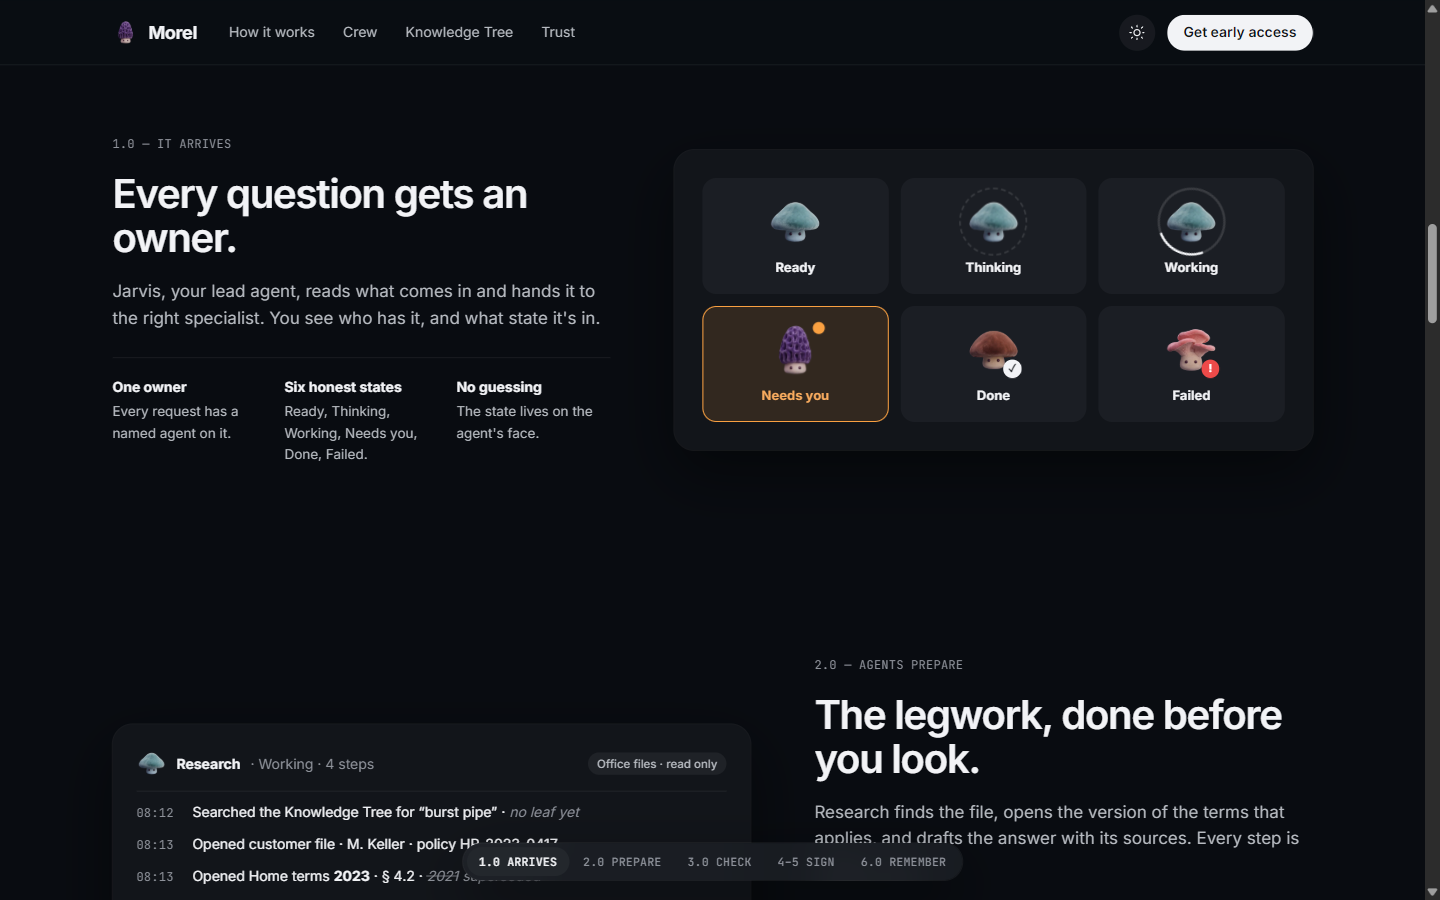 Morel
How it works
Crew
Knowledge Tree
Trust
Get early access
1.0 — IT ARRIVES
Every question gets an
owner.
Jarvis, your lead agent, reads what comes in and hands it to
the right specialist. You see who has it, and what state it's in.
One owner
Every request has a
named agent on it.
Six honest states
Ready, Thinking,
Working, Needs you,
Done, Failed.
No guessing
The state lives on the
agent's face.
Ready
Thinking
Working
Needs you
Done
Failed
2.0 — AGENTS PREPARE
The legwork, done before
you look.
Research finds the file, opens the version of the terms that
applies, and drafts the answer with its sources. Every step is
Research · Working · 4 steps
Office files · read only
08:12 Searched the Knowledge Tree for “burst pipe” · no leaf yet
08:13 Opened customer file · M. Keller · policy HP-2023-0417
08:13 Opened Home terms 2023 · § 4.2 · 2021
1.0 ARRIVES
2.0 PREPARE
3.0 CHECK
4–5 SIGN
6.0 REMEMBER